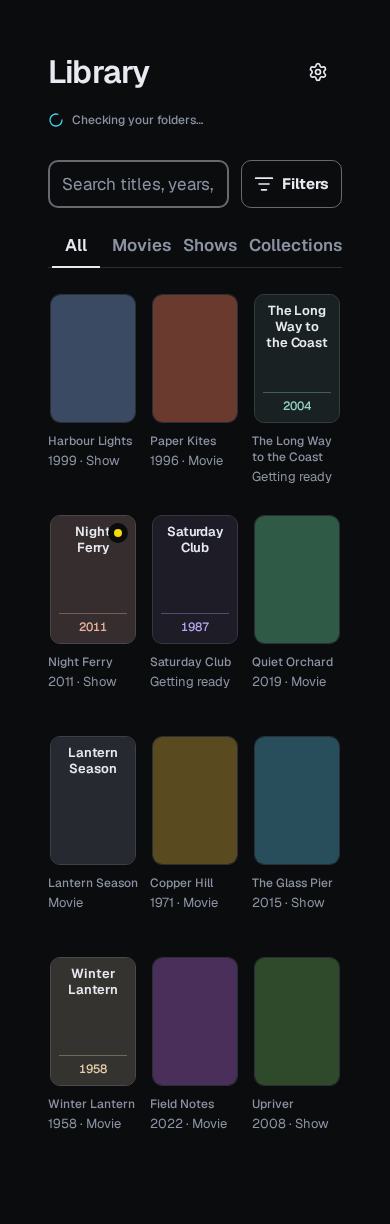 Library
Checking your folders…
Search titles, years,
Filters
All Movies Shows Collections
The Long
Way to
the Coast
2004
Harbour Lights
1999 · Show
Paper Kites
1996 · Movie
The Long Way
to the Coast
Getting ready
Night
Ferry
2011
Saturday
Club
1987
Night Ferry
2011 · Show
Saturday Club
Getting ready
Quiet Orchard
2019 · Movie
Lantern
Season
Lantern Season
Movie
Copper Hill
1971 · Movie
The Glass Pier
2015 · Show
Winter
Lantern
1958
Winter Lantern
1958 · Movie
Field Notes
2022 · Movie
Upriver
2008 · Show